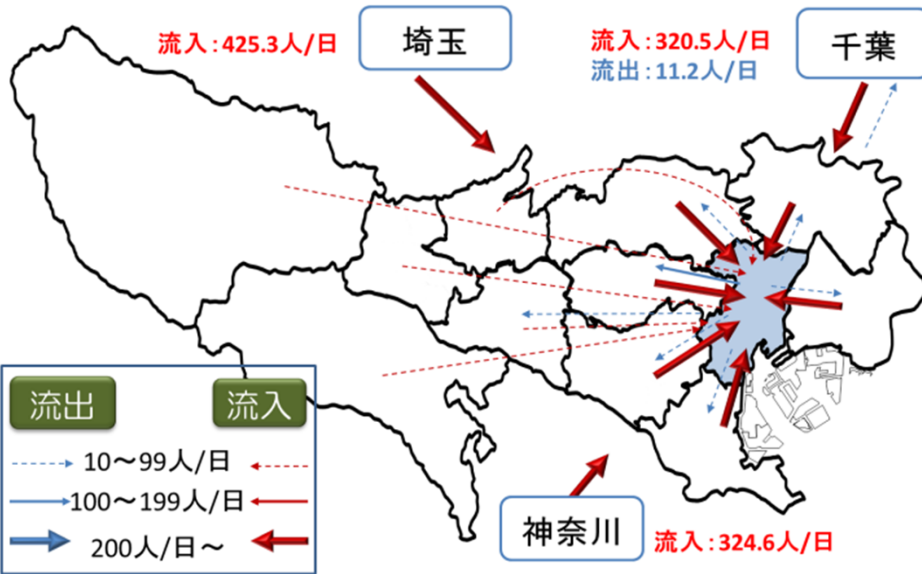 流入：425.3人/日
埼玉
流入：320.5人/日
流出：11.2人/日
千葉
流出
流入
10～99人/日
100～199人/日
200人/日～
神奈川
流入：324.6人/日